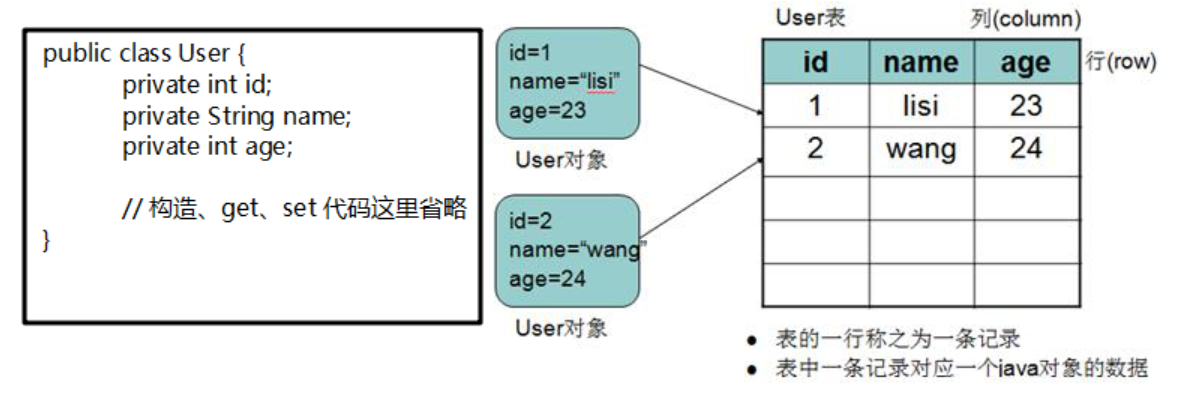 public class User {
private int id;
private String name;
private int age;
// 构造、get、set 代码这里省略
}
id=1
name=“lisi”
age=23
User对象
id=2
name=“wang”
age=24
User对象
User表
列(column)
id name age
行(row)
1 lisi 23
2 wang 24
● 表的一行称之为一条记录
● 表中一条记录对应一个java对象的数据